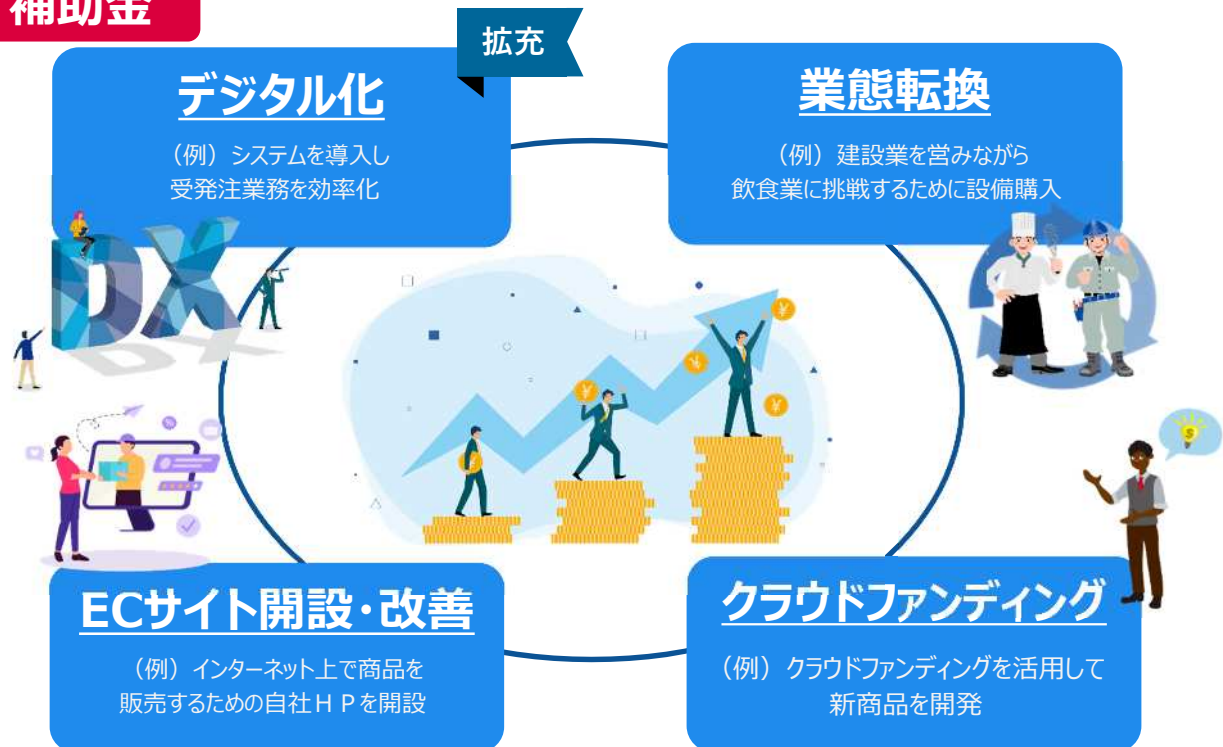 補助金
拡充
デジタル化
（例）システムを導入し
受発注業務を効率化
業態転換
（例）建設業を営みながら
飲食業に挑戦するために設備購入
DX
ECサイト開設・改善
（例）インターネット上で商品を
販売するための自社ＨＰを開設
クラウドファンディング
（例）クラウドファンディングを活用して
新商品を開発